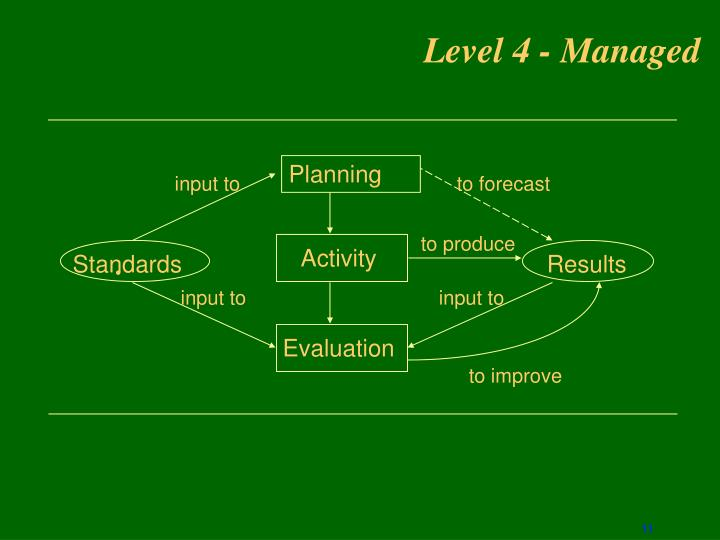 Level 4 - Managed
Planning
input to
to forecast
to produce
Activity
Standards
Results
input to
input to
Evaluation
to improve
11